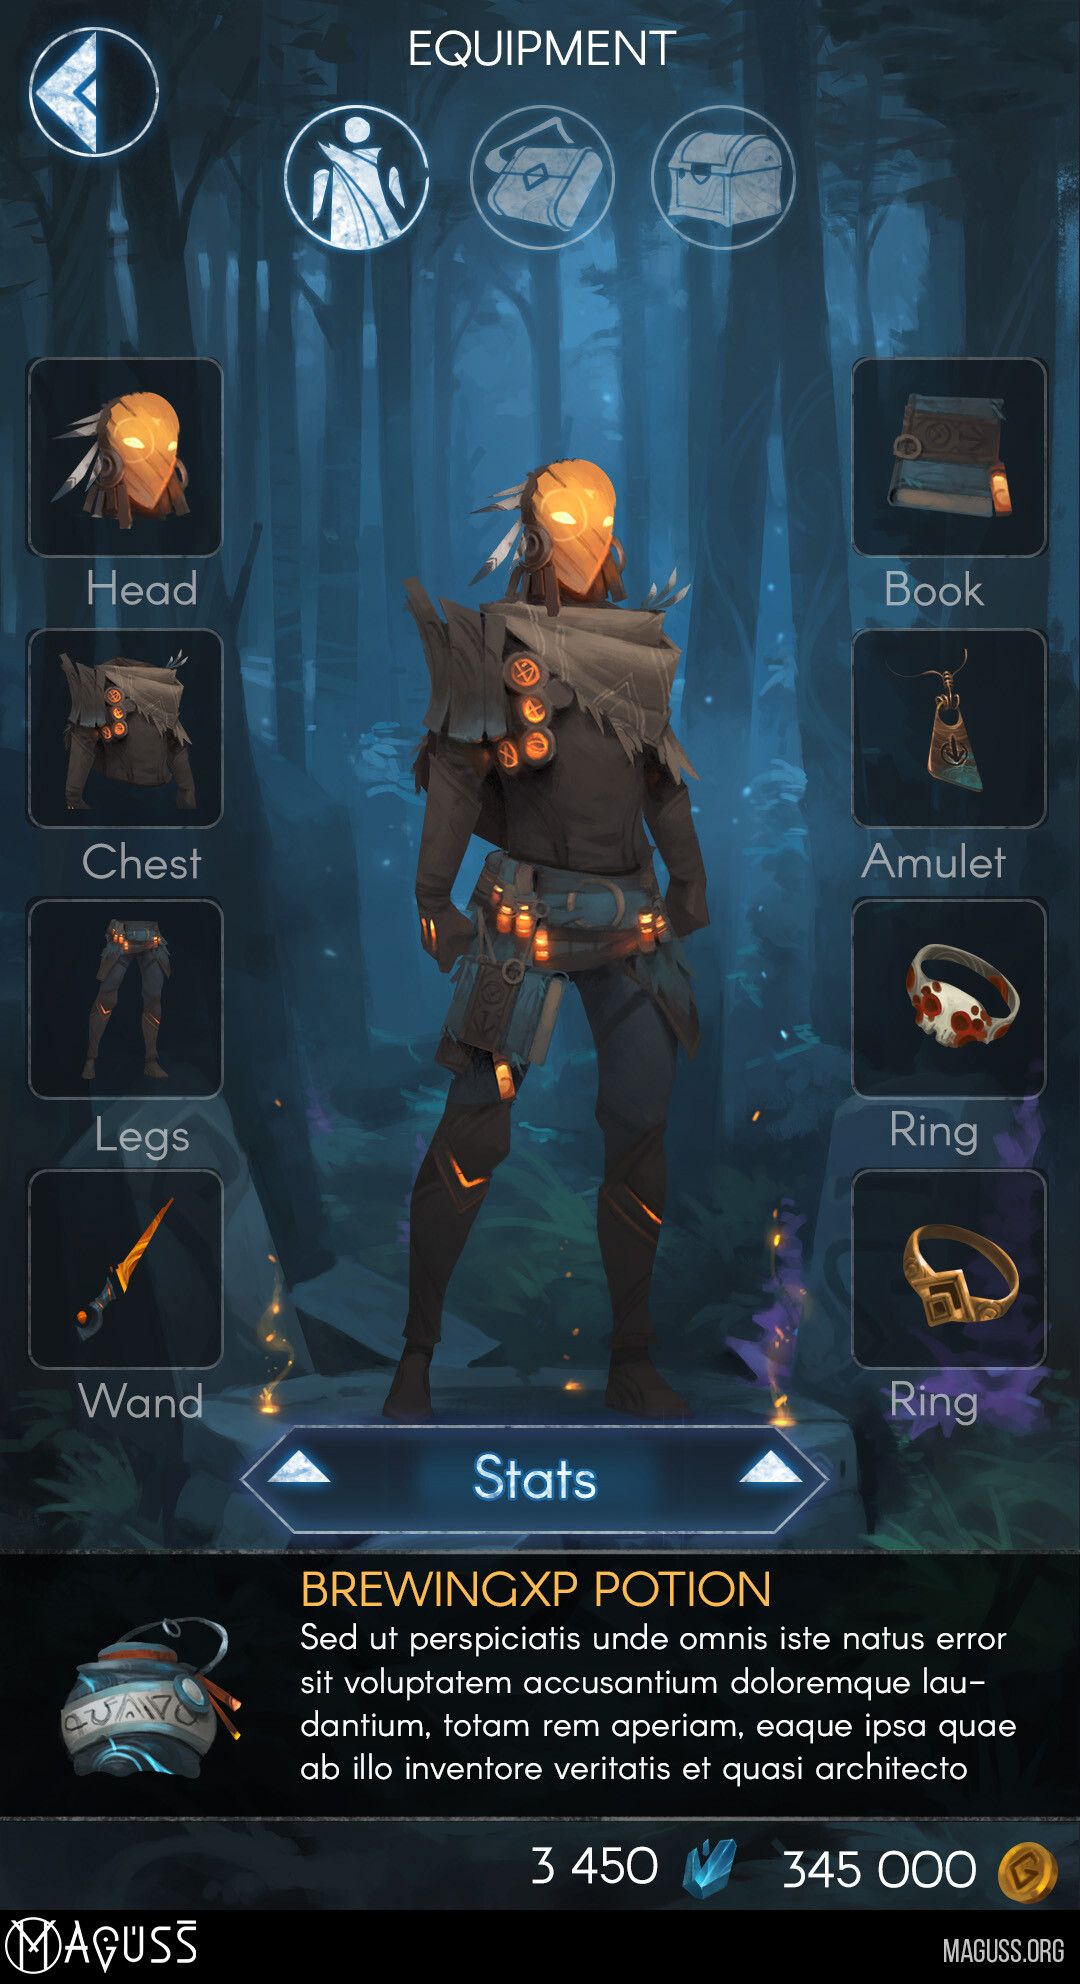 EQUIPMENT
Head
Book
Chest
Amulet
Legs
Ring
Wand
Ring
Stats
BREWINGXP POTION
Sed ut perspiciatis unde omnis iste natus error
sit voluptatem accusantium doloremque lau-
dantium, totam rem aperiam, eaque ipsa quae
ab illo inventore veritatis et quasi architecto
3 450 345 000
MAGUSS MAGUSS.ORG